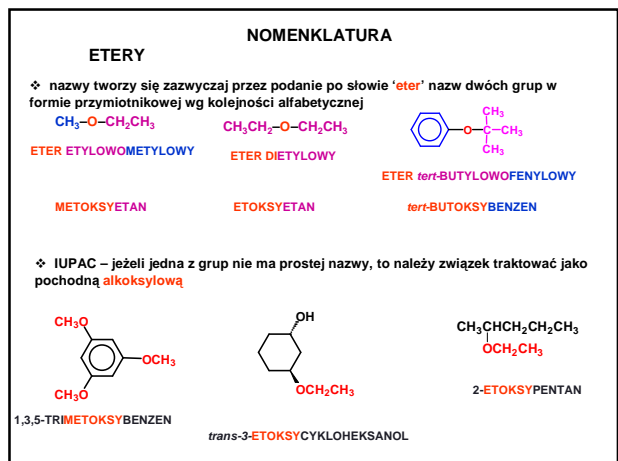 NOMENKLATURA
ETERY
❖ nazwy tworzy się zazwyczaj przez podanie po słowie ‘eter’ nazw dwóch grup w
formie przymiotnikowej wg kolejności alfabetycznej
CH₃–O–CH₂CH₃
CH₃CH₂–O–CH₂CH₃
CH₃
O–C–CH₃
CH₃
ETER ETYLOWOMETYLOWY
ETER DIETYLOWY
ETER tert-BUTYLOWOFENYLOWY
METOKSYETAN
ETOKSYETAN
tert-BUTOKSYBENZEN
❖ IUPAC – jeżeli jedna z grup nie ma prostej nazwy, to należy związek traktować jako
pochodną alkoksylową
CH₃O
OCH₃
CH₃O
1,3,5-TRIMETOKSYBENZEN
OH
OCH₂CH₃
trans-3-ETOKSYCYKLOHEKSANOL
CH₃CHCH₂CH₂CH₃
OCH₂CH₃
2-ETOKSYPENTAN